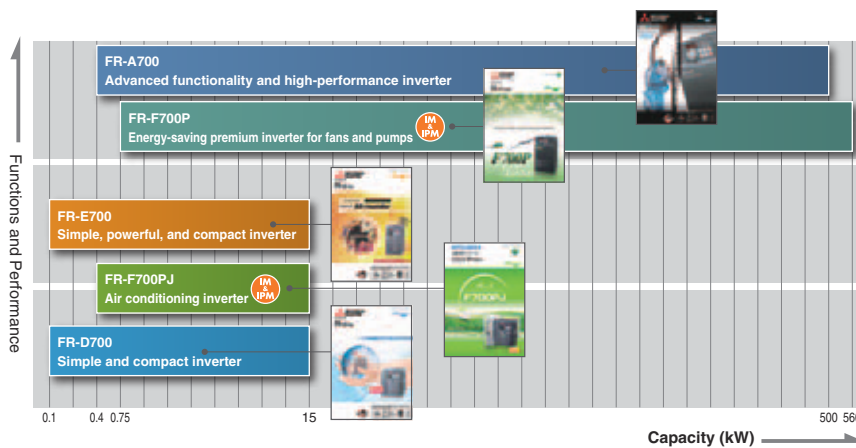 FR-A700
Advanced functionality and high-performance inverter
FR-F700P
Energy-saving premium inverter for fans and pumps
IM
&
IPM
F700P
FR-E700
Simple, powerful, and compact inverter
FR-F700PJ
Air conditioning inverter
IM
&
IPM
F700PJ
FR-D700
Simple and compact inverter
Functions and Performance
0.1 0.4 0.75 15 500 560
Capacity (kW)